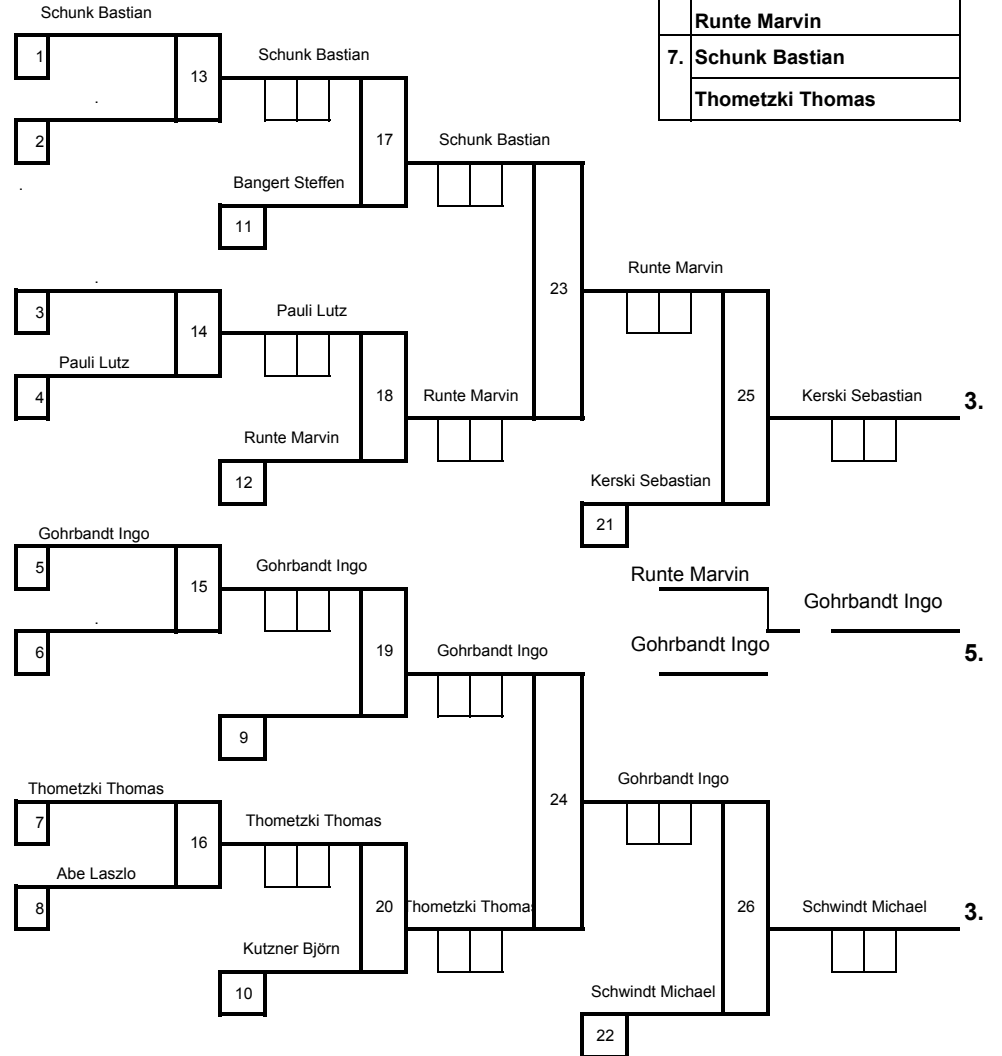 Schunk Bastian
Runte Marvin
7. Schunk Bastian
Thometzki Thomas
1
13
Schunk Bastian
.
2
17
Schunk Bastian
.
Bangert Steffen
11
.
3
14
Pauli Lutz
23
Runte Marvin
Pauli Lutz
4
18
Runte Marvin
25
Kerski Sebastian
3.
Runte Marvin
12
Kerski Sebastian
21
Gohrbandt Ingo
5
15
Gohrbandt Ingo
Runte Marvin
Gohrbandt Ingo
.
6
19
Gohrbandt Ingo
Gohrbandt Ingo
5.
9
Thometzki Thomas
7
16
Thometzki Thomas
24
Gohrbandt Ingo
Abe Laszlo
8
20
Thometzki Thomas
26
Schwindt Michael
3.
Kutzner Björn
10
Schwindt Michael
22